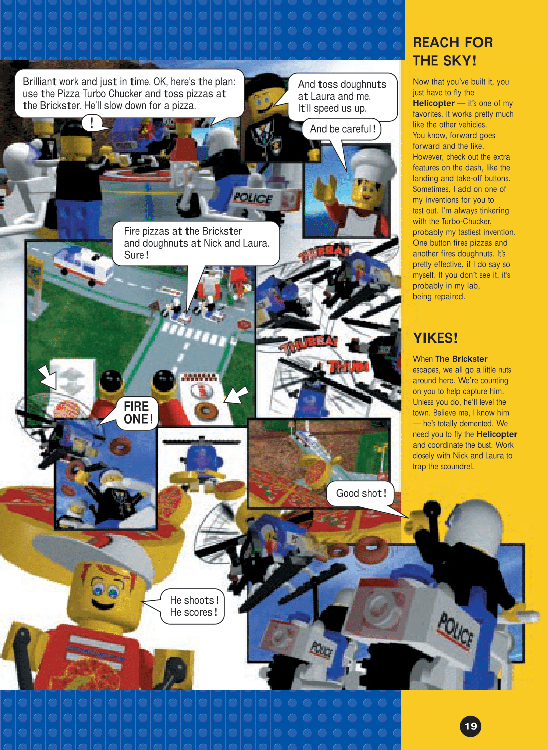 Brilliant work and just in time. OK, here's the plan:
use the Pizza Turbo Chucker and toss pizzas at
the Brickster. He'll slow down for a pizza.
!
And toss doughnuts
at Laura and me.
It'll speed us up.
And be careful!
POLICE
Fire pizzas at the Brickster
and doughnuts at Nick and Laura.
Sure!
THUBBA!
THUBBA!
THUBB
FIRE
ONE!
Good shot!
He shoots!
He scores!
POLICE
POLICE
REACH FOR
THE SKY!
Now that you've built it, you
just have to fly the
Helicopter — it's one of my
favorites. It works pretty much
like the other vehicles.
You know, forward goes
forward and the like.
However, check out the extra
features on the dash, like the
landing and take-off buttons.
Sometimes, I add on one of
my inventions for you to
test out. I'm always tinkering
with the Turbo-Chucker,
probably my tastiest invention.
One button fires pizzas and
another fires doughnuts. It's
pretty effective, if I do say so
myself. If you don't see it, it's
probably in my lab,
being repaired.
YIKES!
When The Brickster
escapes, we all go a little nuts
around here. We're counting
on you to help capture him.
Unless you do, he'll level the
town. Believe me, I know him
— he's totally demented. We
need you to fly the Helicopter
and coordinate the bust. Work
closely with Nick and Laura to
trap the scoundrel.
19